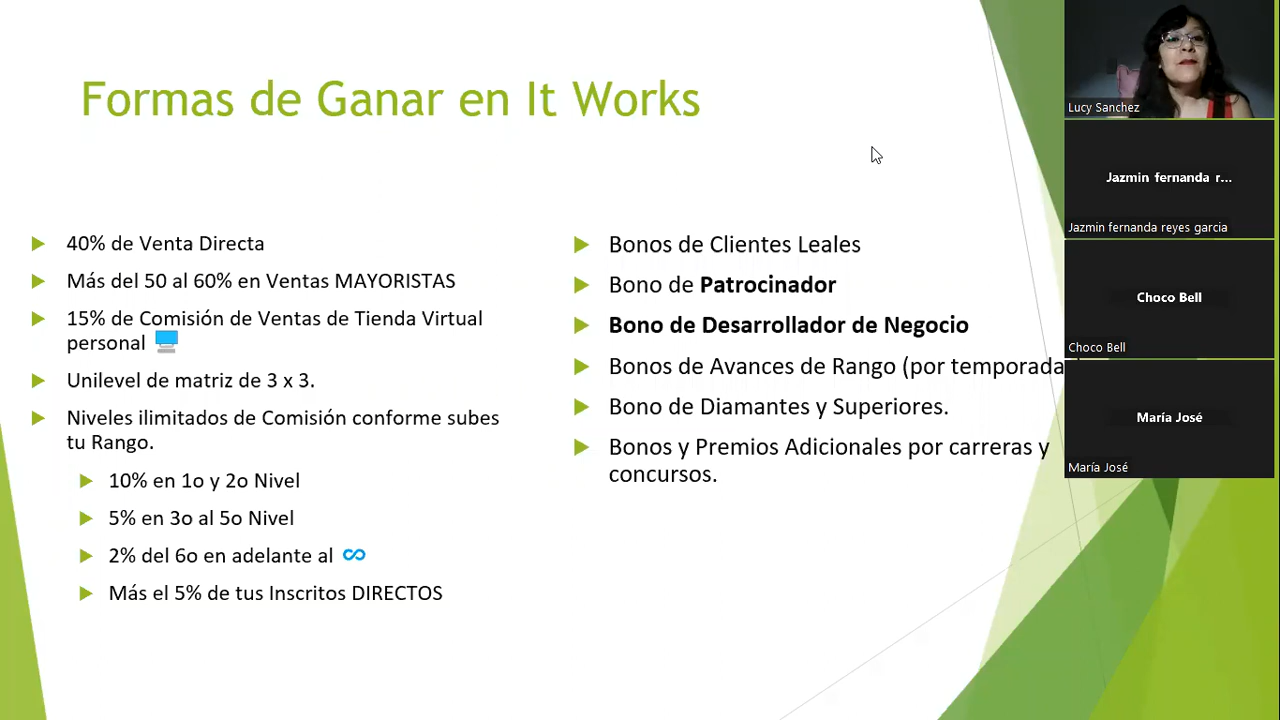 Formas de Ganar en It Works
40% de Venta Directa
Más del 50 al 60% en Ventas MAYORISTAS
15% de Comisión de Ventas de Tienda Virtual
personal
Unilevel de matriz de 3 x 3.
Niveles ilimitados de Comisión conforme subes
tu Rango.
10% en 1o y 2o Nivel
5% en 3o al 5o Nivel
2% del 6o en adelante al ∞
Más el 5% de tus Inscritos DIRECTOS
Bonos de Clientes Leales
Bono de Patrocinador
Bono de Desarrollador de Negocio
Bonos de Avances de Rango (por temporada
Bono de Diamantes y Superiores.
Bonos y Premios Adicionales por carreras y
concursos.
Lucy Sanchez
Jazmin fernanda r...
Jazmin fernanda reyes garcia
Choco Bell
Choco Bell
María José
María José